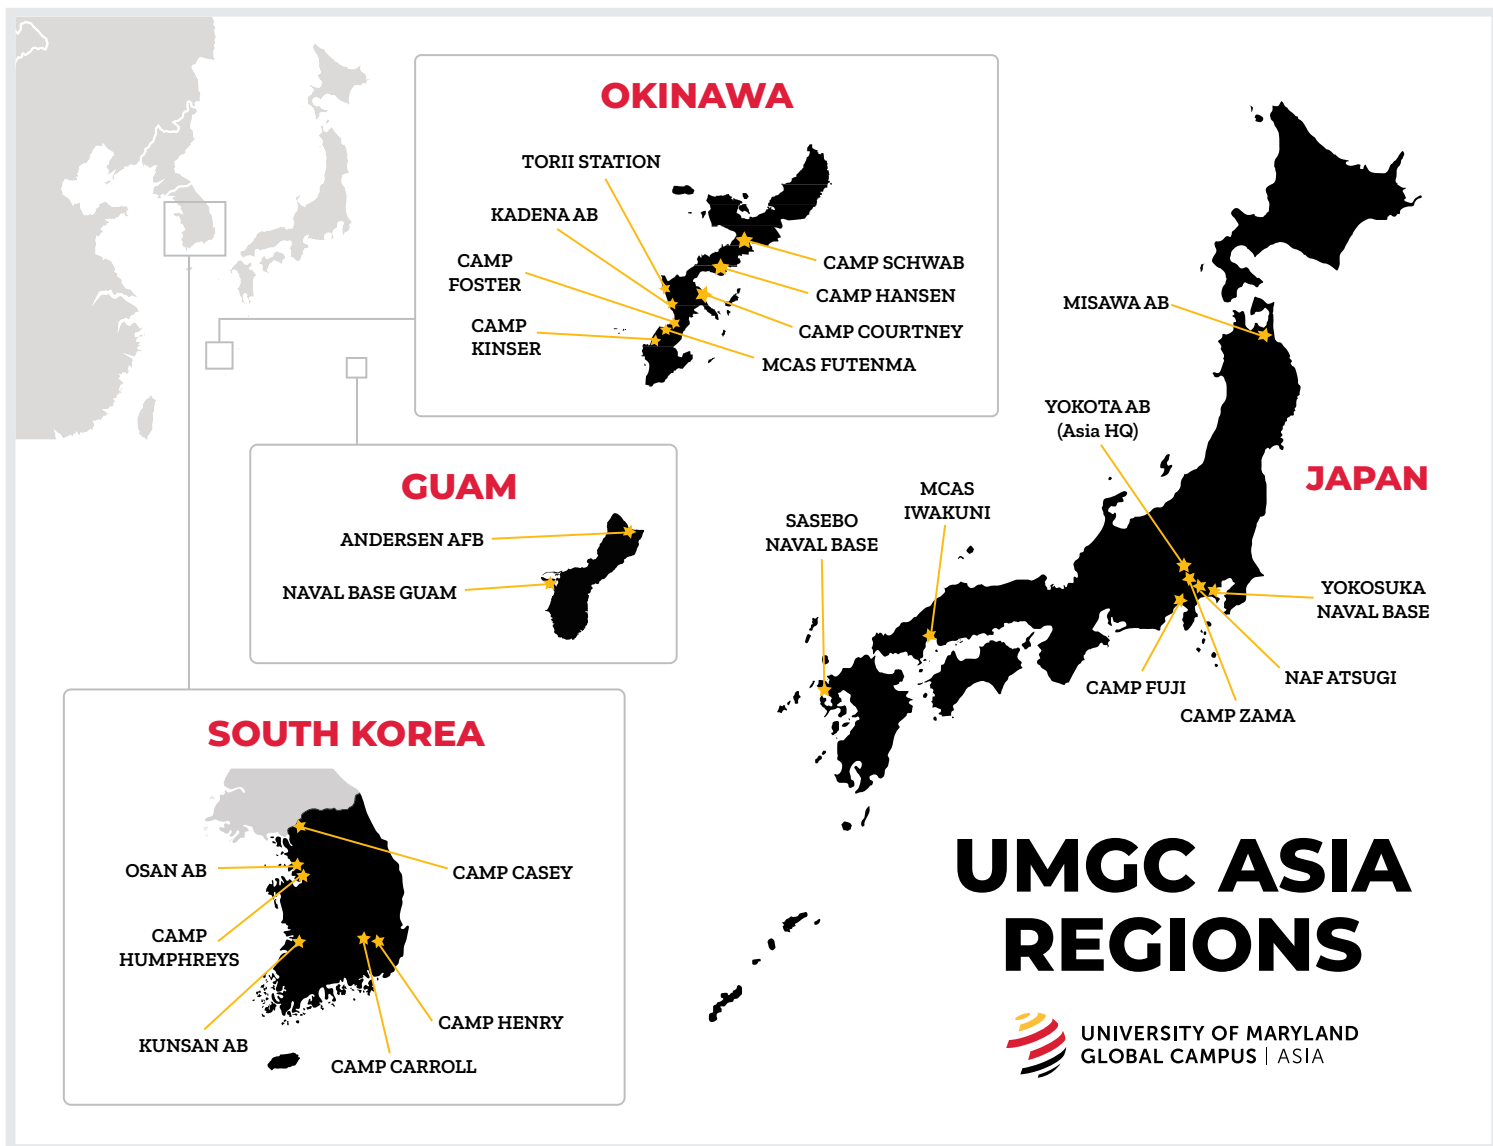 OKINAWA
TORII STATION
KADENA AB
CAMP
FOSTER
CAMP
KINSER
CAMP SCHWAB
CAMP HANSEN
CAMP COURTNEY
MCAS FUTENMA
GUAM
ANDERSEN AFB
NAVAL BASE GUAM
SOUTH KOREA
OSAN AB
CAMP
HUMPHREYS
KUNSAN AB
CAMP CASEY
CAMP HENRY
CAMP CARROLL
JAPAN
MISAWA AB
YOKOTA AB
(Asia HQ)
MCAS
IWAKUNI
SASEBO
NAVAL BASE
YOKOSUKA
NAVAL BASE
NAF ATSUGI
CAMP FUJI
CAMP ZAMA
UMGC ASIA
REGIONS
UNIVERSITY OF MARYLAND
GLOBAL CAMPUS | ASIA